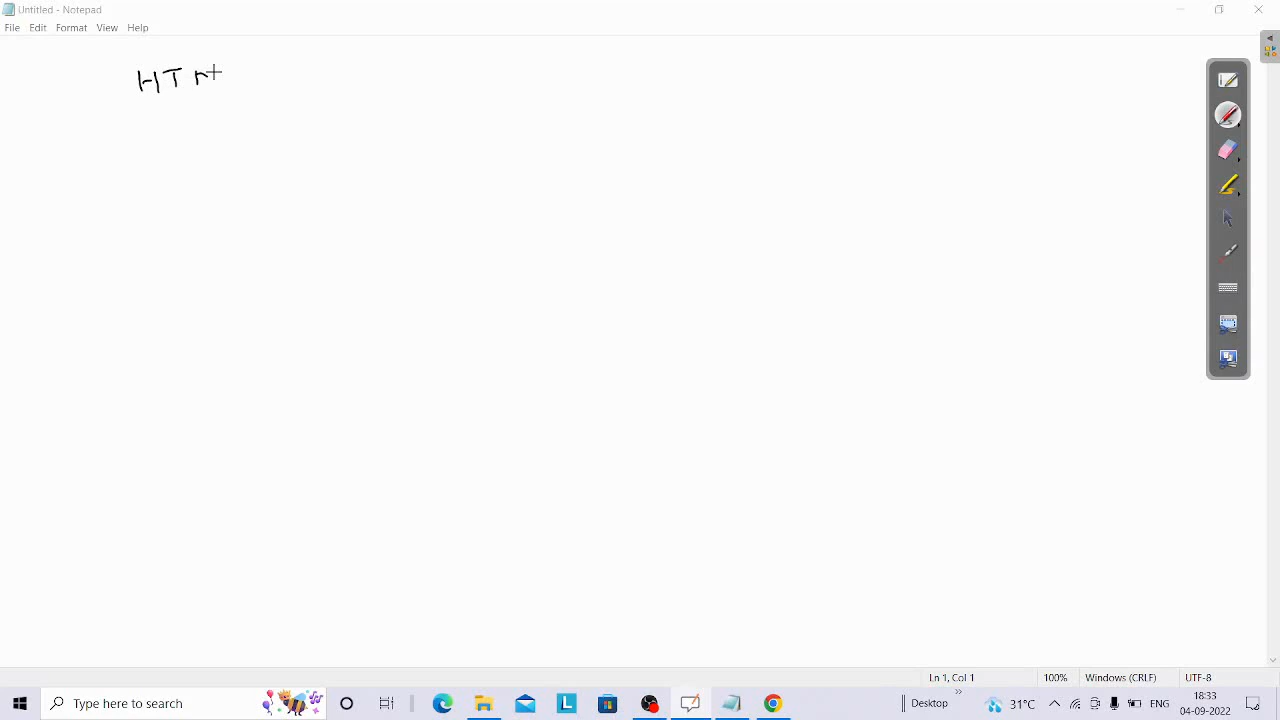 Untitled - Notepad
File Edit Format View Help
HT
Ln 1, Col 1 100% Windows (CRLF) UTF-8
Type here to search L Desktop 31°C ENG 18:33
04-09-2022